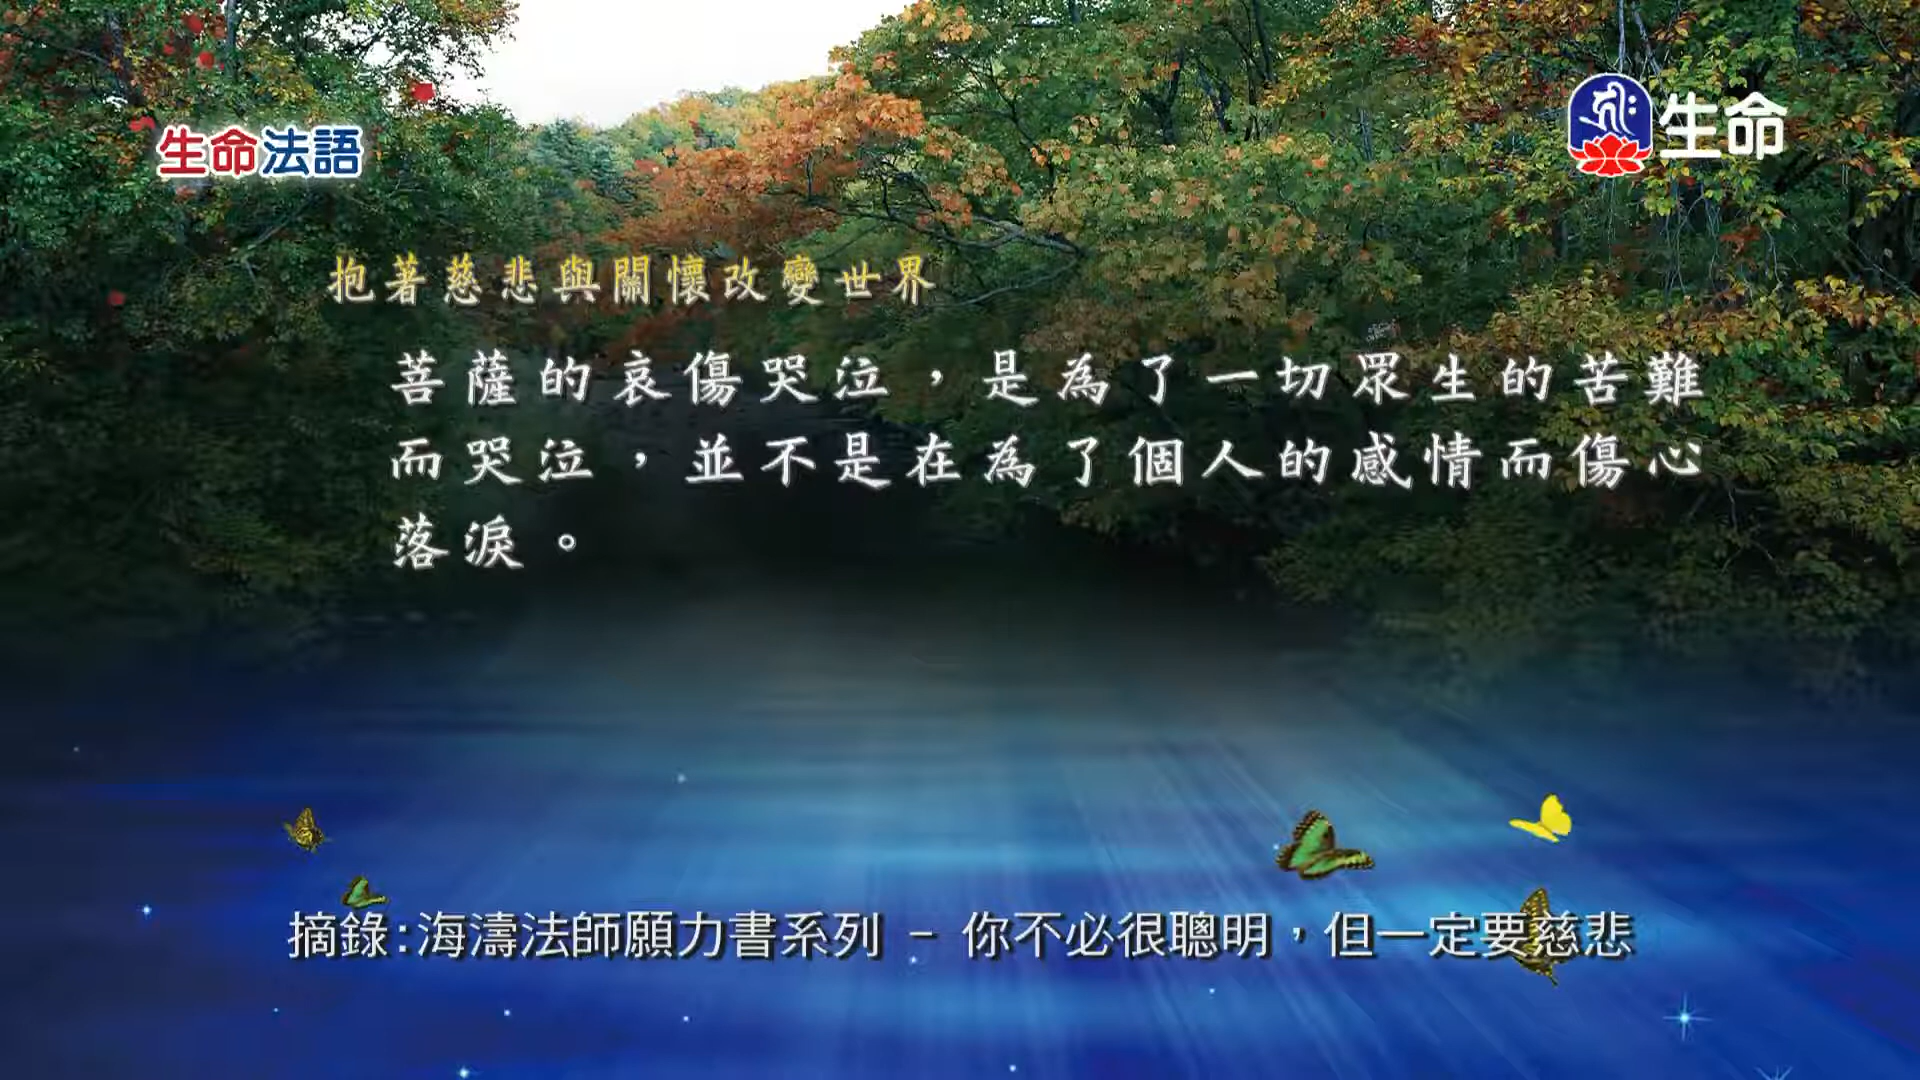 生命法語
生命
抱著慈悲與關懷改變世界
菩薩的哀傷哭泣，是為了一切眾生的苦難
而哭泣，並不是在為了個人的感情而傷心
落淚。
摘錄:海濤法師願力書系列 - 你不必很聰明，但一定要慈悲